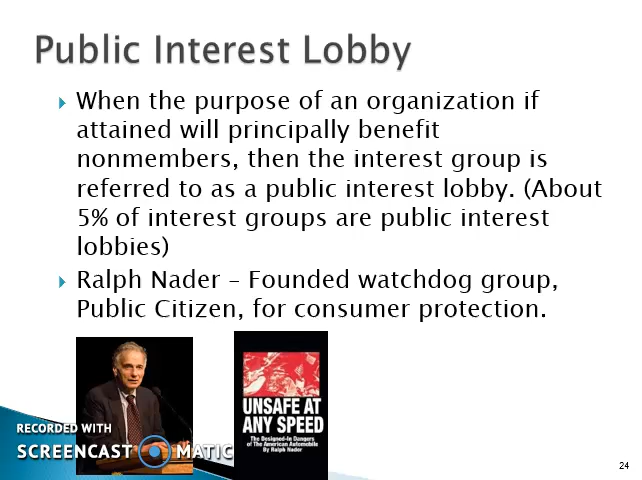 Public Interest Lobby
When the purpose of an organization if
attained will principally benefit
nonmembers, then the interest group is
referred to as a public interest lobby. (About
5% of interest groups are public interest
lobbies)
Ralph Nader – Founded watchdog group,
Public Citizen, for consumer protection.
UNSAFE AT
ANY SPEED
The Designed-In Dangers
of The American Automobile
By Ralph Nader
RECORDED WITH
SCREENCAST MATIC
24